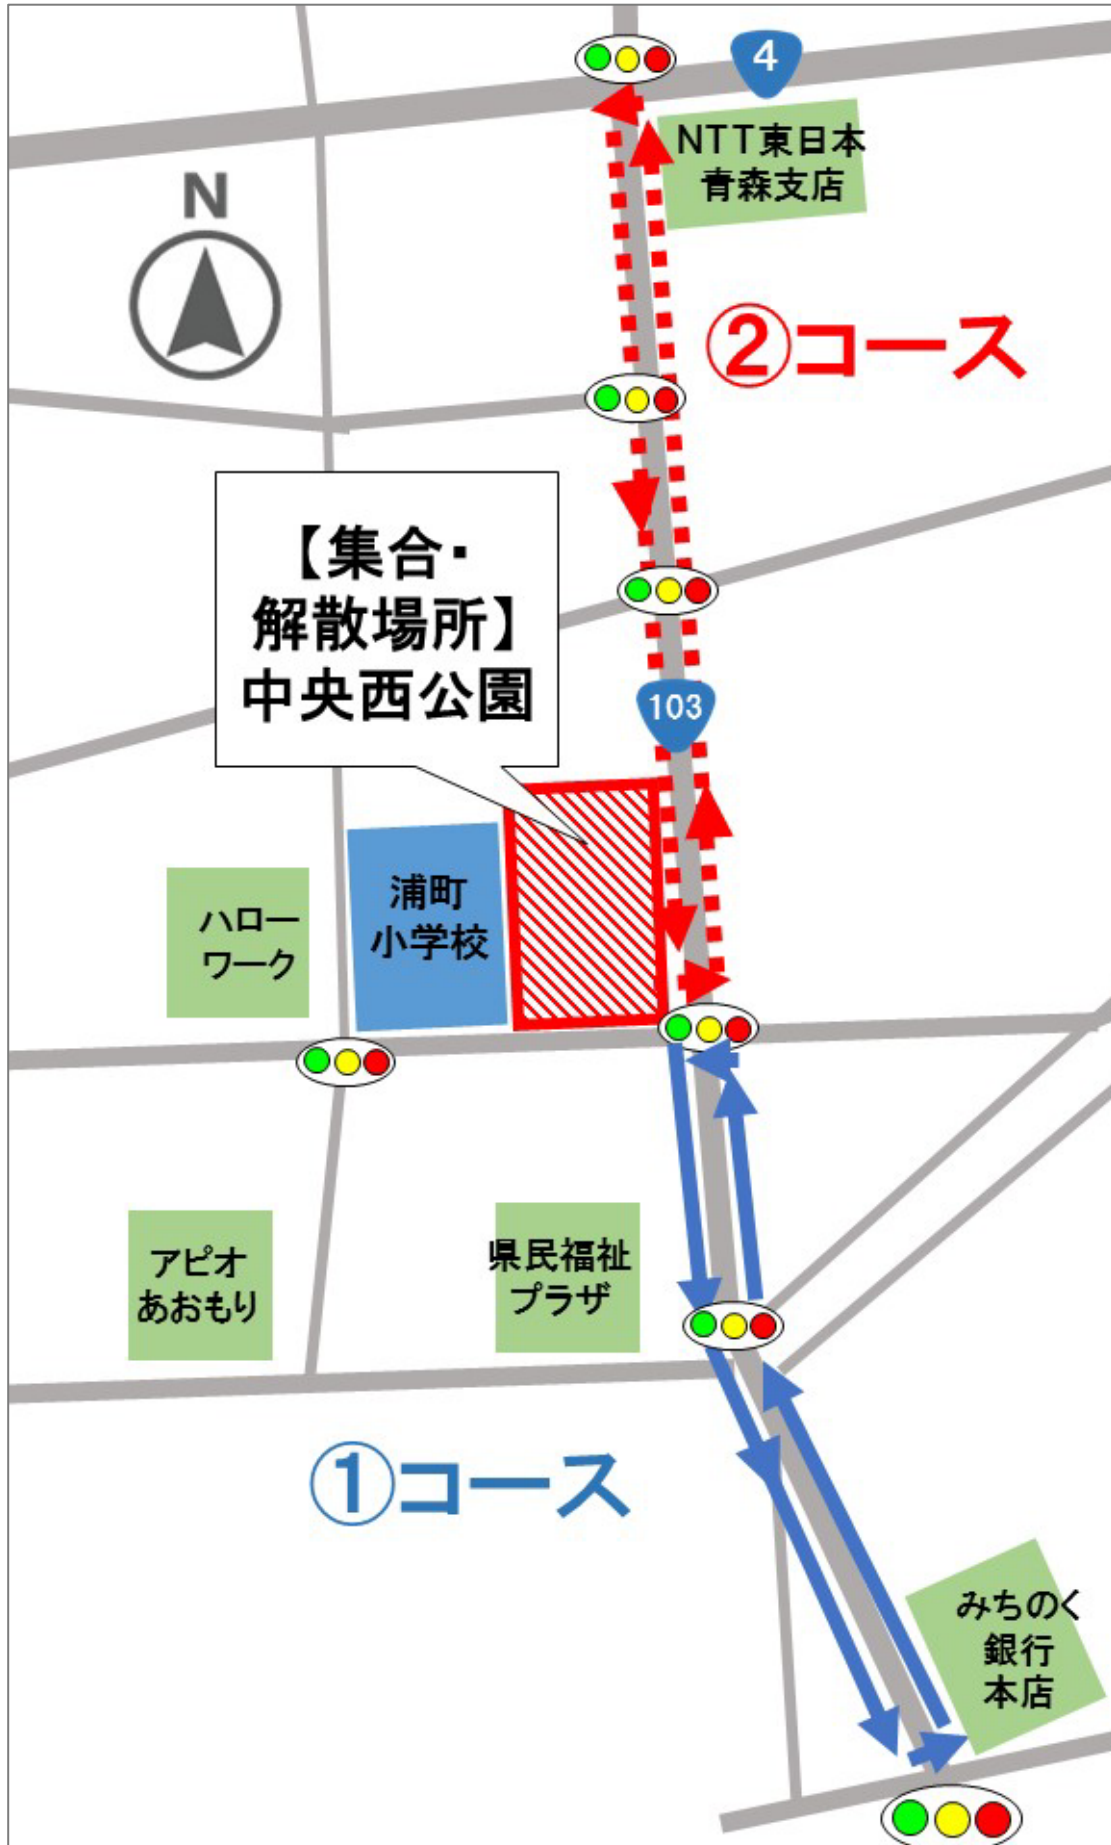 4
NTT東日本
青森支店
N
②コース
【集合・
解散場所】
中央西公園
103
浦町
小学校
ハロー
ワーク
アピオ
あおもり
県民福祉
プラザ
①コース
みちのく
銀行
本店